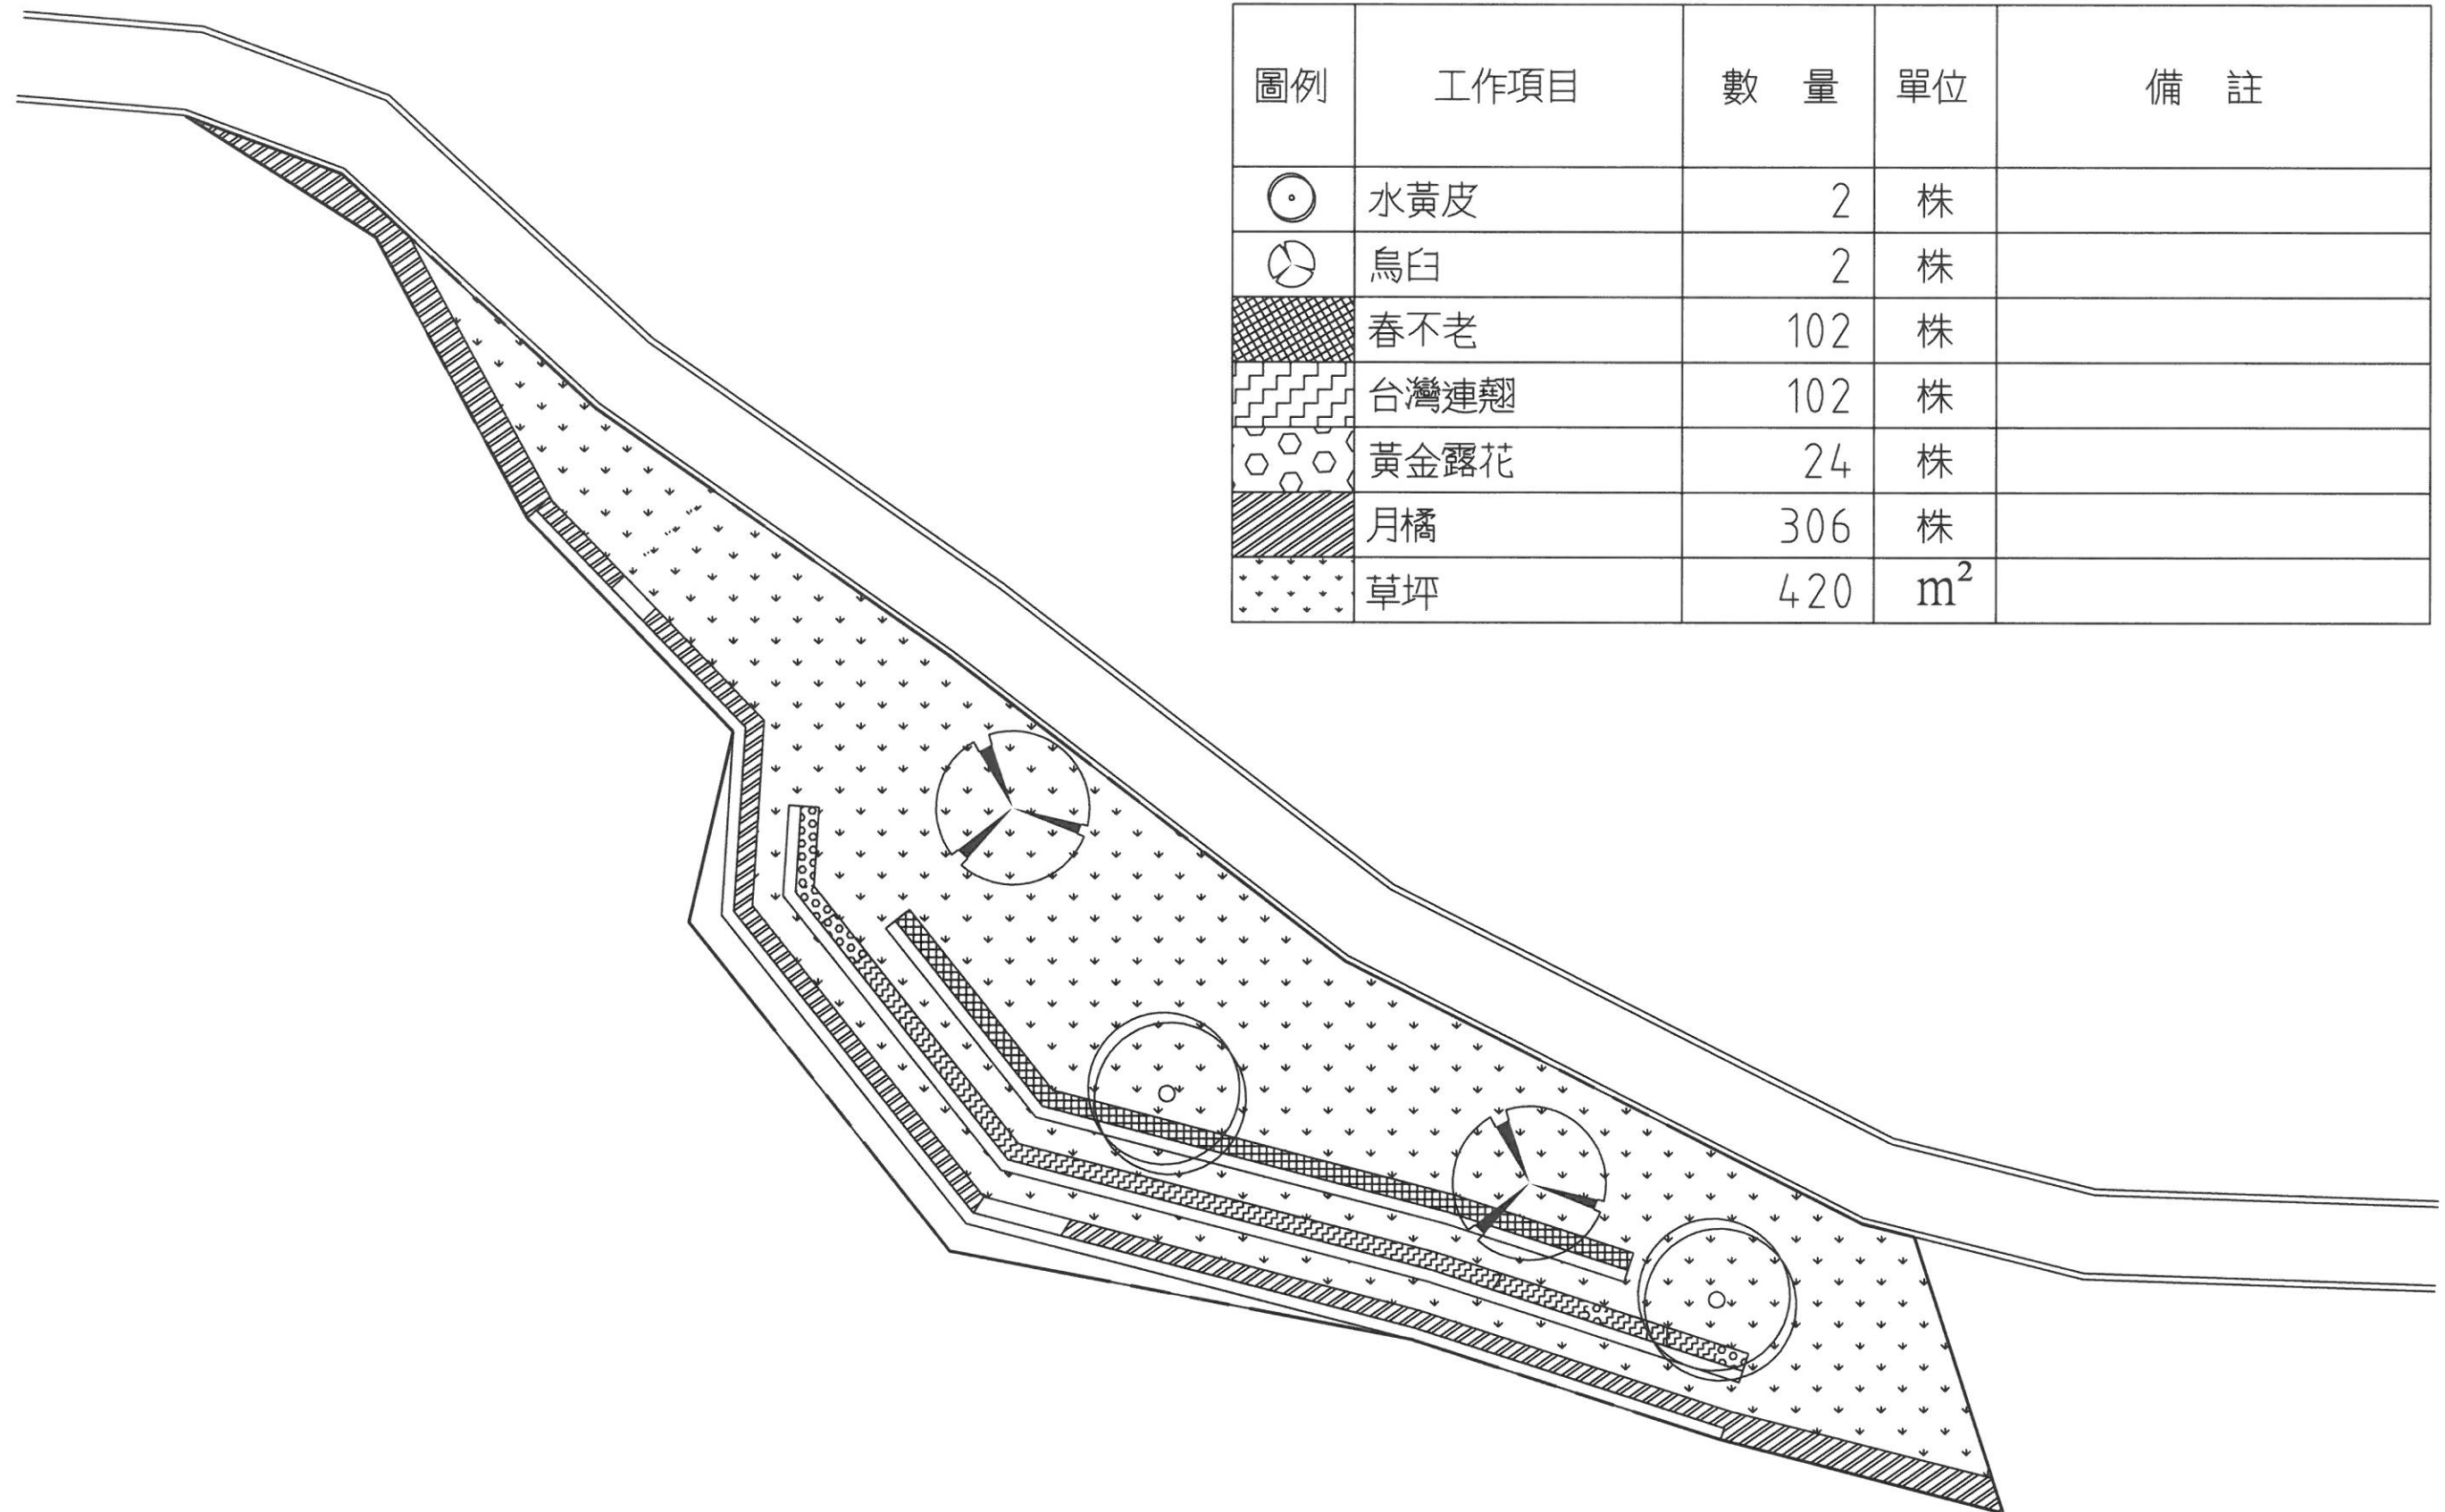 圖例 工作項目 數 量 單位 備 註
水黃皮 2 株
烏臼 2 株
春不老 102 株
台灣連翹 102 株
黃金露花 24 株
月橘 306 株
草坪 420 m²